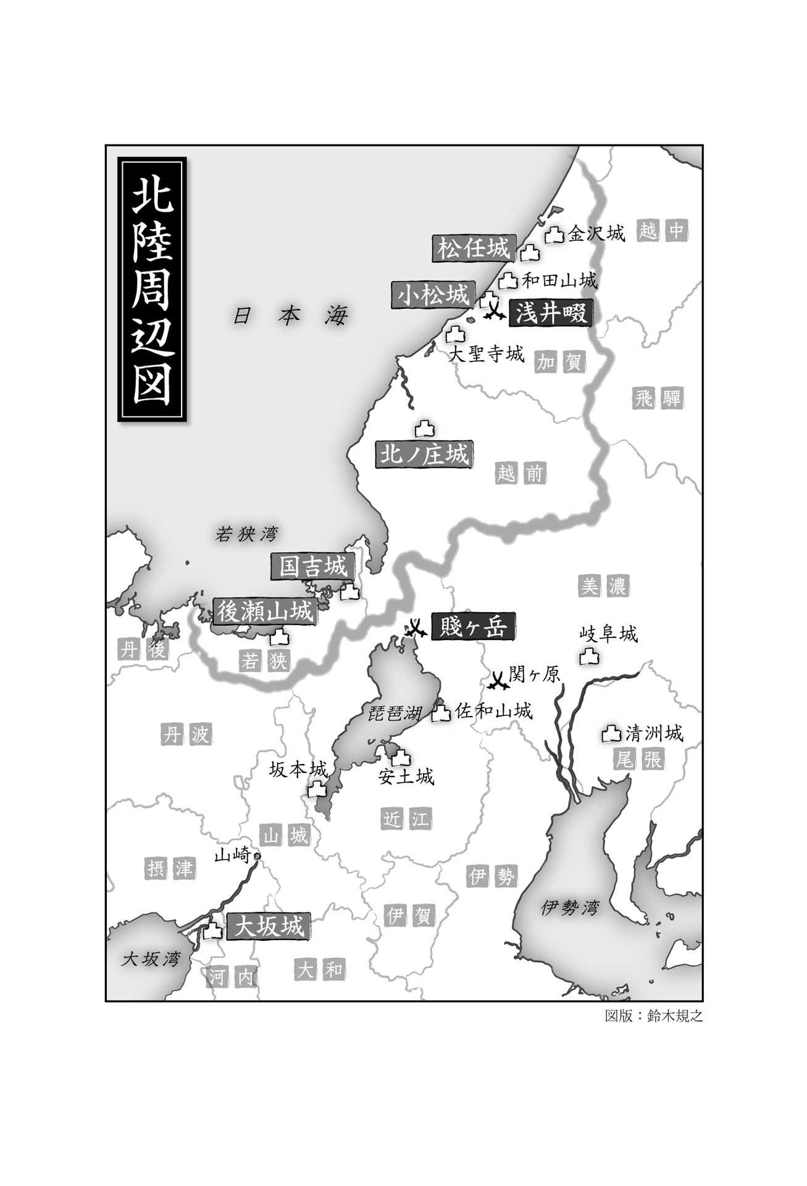 北陸周辺図
金沢城
越中
松任城
和田山城
小松城
浅井畷
日本海
大聖寺城
加賀
飛驒
北ノ庄城
越前
若狭湾
国吉城
美濃
後瀬山城
賤ヶ岳
岐阜城
丹後
若狭
関ヶ原
琵琶湖
佐和山城
丹波
清洲城
尾張
坂本城
安土城
近江
山城
山崎
摂津
伊勢
伊賀
伊勢湾
大坂城
大坂湾
河内
大和
図版：鈴木規之